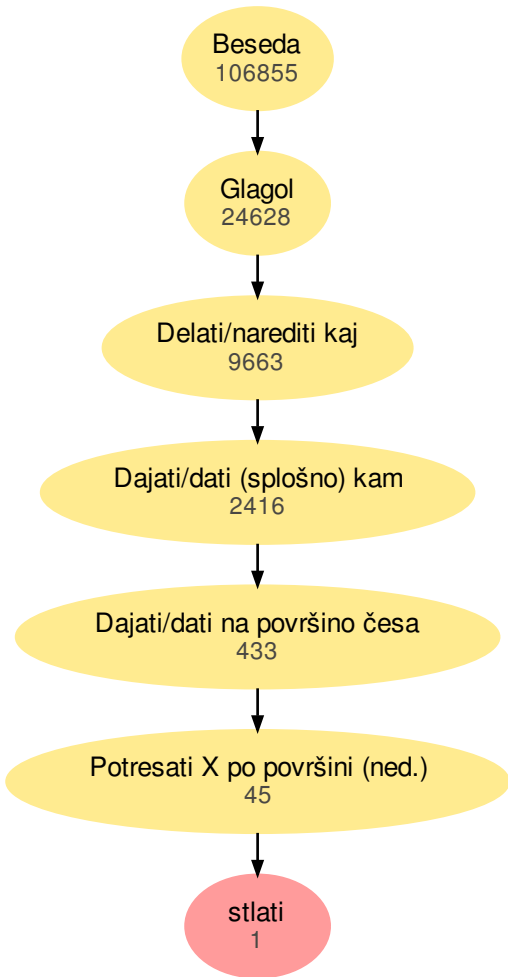 Beseda
106855
Glagol
24628
Delati/narediti kaj
9663
Dajati/dati (splošno) kam
2416
Dajati/dati na površino česa
433
Potresati X po površini (ned.)
45
stlati
1